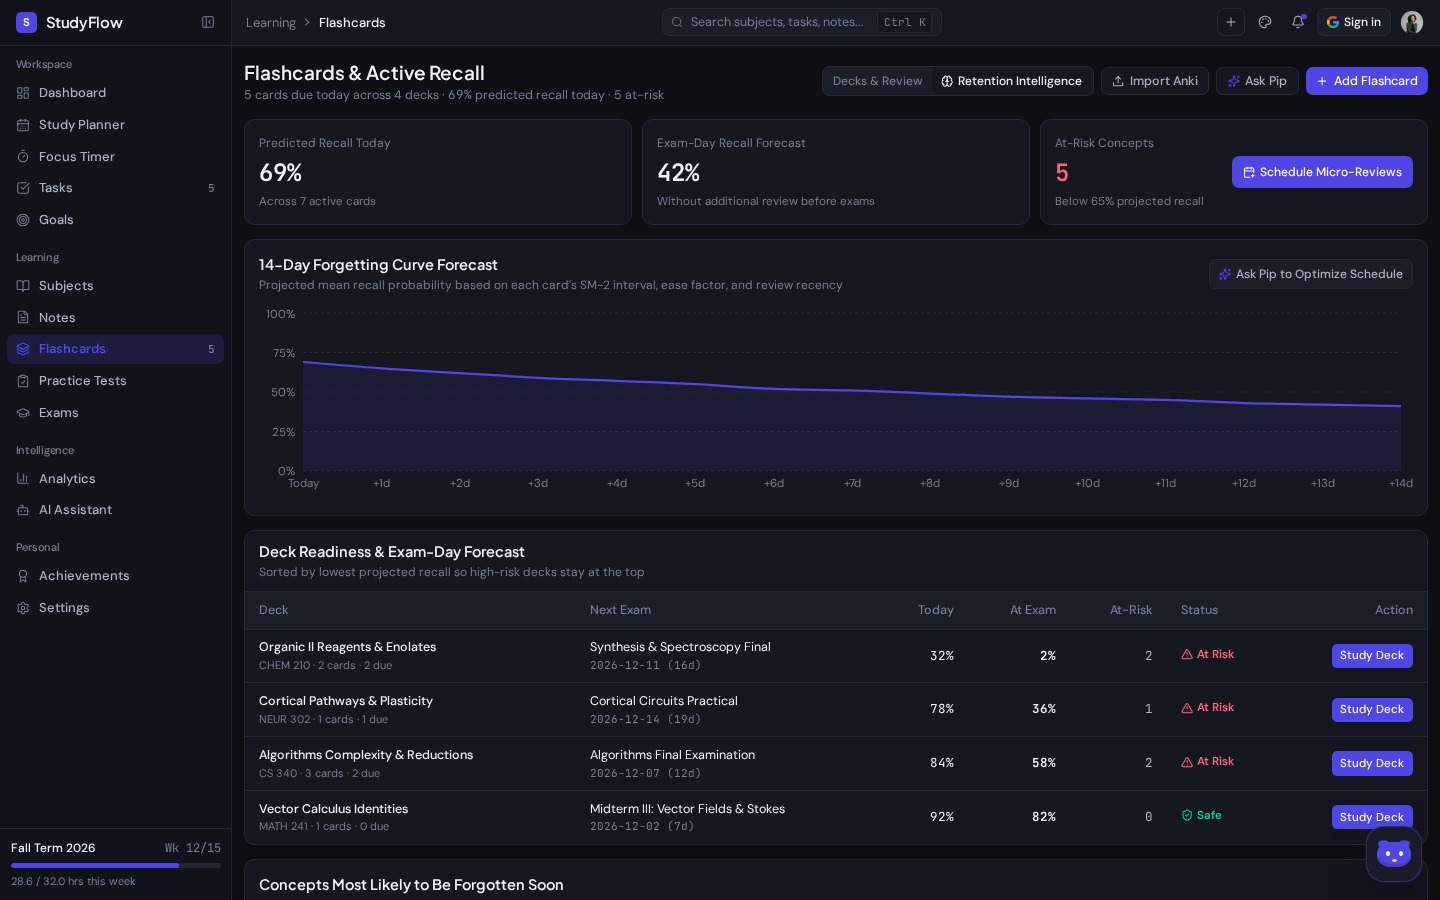 S StudyFlow
Workspace
Dashboard
Study Planner
Focus Timer
Tasks 5
Goals
Learning
Subjects
Notes
Flashcards 5
Practice Tests
Exams
Intelligence
Analytics
AI Assistant
Personal
Achievements
Settings
Fall Term 2026 Wk 12/15
28.6 / 32.0 hrs this week
Learning > Flashcards
Search subjects, tasks, notes... Ctrl K
Sign in
Flashcards & Active Recall
5 cards due today across 4 decks · 69% predicted recall today · 5 at-risk
Decks & Review Retention Intelligence Import Anki Ask Pip + Add Flashcard
Predicted Recall Today
69%
Across 7 active cards
Exam-Day Recall Forecast
42%
Without additional review before exams
At-Risk Concepts
5
Below 65% projected recall
Schedule Micro-Reviews
14-Day Forgetting Curve Forecast
Projected mean recall probability based on each card's SM-2 interval, ease factor, and review recency
Ask Pip to Optimize Schedule
100%
75%
50%
25%
0%
Today +1d +2d +3d +4d +5d +6d +7d +8d +9d +10d +11d +12d +13d +14d
Deck Readiness & Exam-Day Forecast
Sorted by lowest projected recall so high-risk decks stay at the top
Deck Next Exam Today At Exam At-Risk Status Action
Organic II Reagents & Enolates Synthesis & Spectroscopy Final 32% 2% 2 At Risk Study Deck
CHEM 210 · 2 cards · 2 due 2026-12-11 (16d)
Cortical Pathways & Plasticity Cortical Circuits Practical 78% 36% 1 At Risk Study Deck
NEUR 302 · 1 cards · 1 due 2026-12-14 (19d)
Algorithms Complexity & Reductions Algorithms Final Examination 84% 58% 2 At Risk Study Deck
CS 340 · 3 cards · 2 due 2026-12-07 (12d)
Vector Calculus Identities Midterm III: Vector Fields & Stokes 92% 82% 0 Safe Study Deck
MATH 241 · 1 cards · 0 due 2026-12-02 (7d)
Concepts Most Likely to Be Forgotten Soon